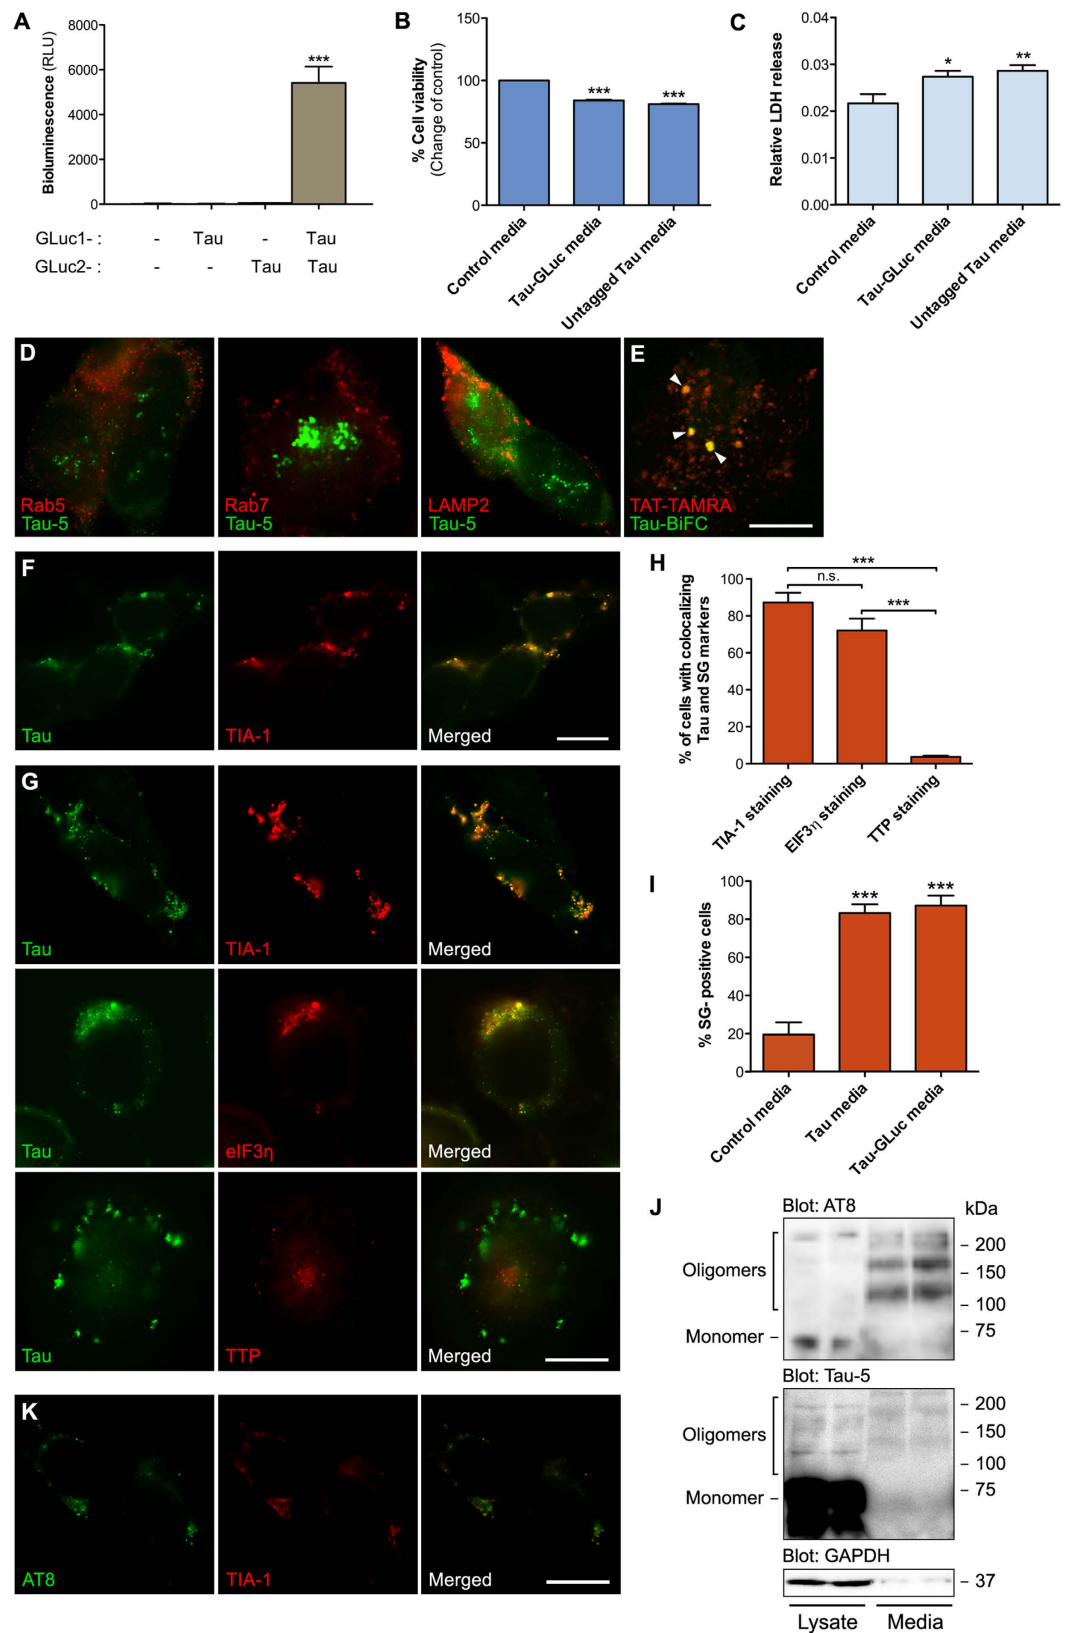 A
Bioluminescence (RLU)
8000
6000
4000
2000
0
***
GLuc1- : - Tau - Tau
GLuc2- : - - Tau Tau
B
% Cell viability
(Change of control)
150
100
50
0
*** ***
Control media
Tau-GLuc media
Untagged Tau media
C
Relative LDH release
0.04
0.03
0.02
0.01
0.00
* **
Control media
Tau-GLuc media
Untagged Tau media
D
Rab5
Tau-5
Rab7
Tau-5
LAMP2
Tau-5
E
TAT-TAMRA
Tau-BiFC
F
Tau
TIA-1
Merged
G
Tau
TIA-1
Merged
Tau
eIF3η
Merged
Tau
TTP
Merged
H
% of cells with colocalizing
Tau and SG markers
100
80
60
40
20
0
***
n.s.
***
TIA-1 staining
EIF3η staining
TTP staining
I
% SG- positive cells
100
80
60
40
20
0
*** ***
Control media
Tau media
Tau-GLuc media
J
Blot: AT8
kDa
Oligomers
Monomer
200
150
100
75
Blot: Tau-5
Oligomers
Monomer
200
150
100
75
Blot: GAPDH
37
Lysate Media
K
AT8
TIA-1
Merged